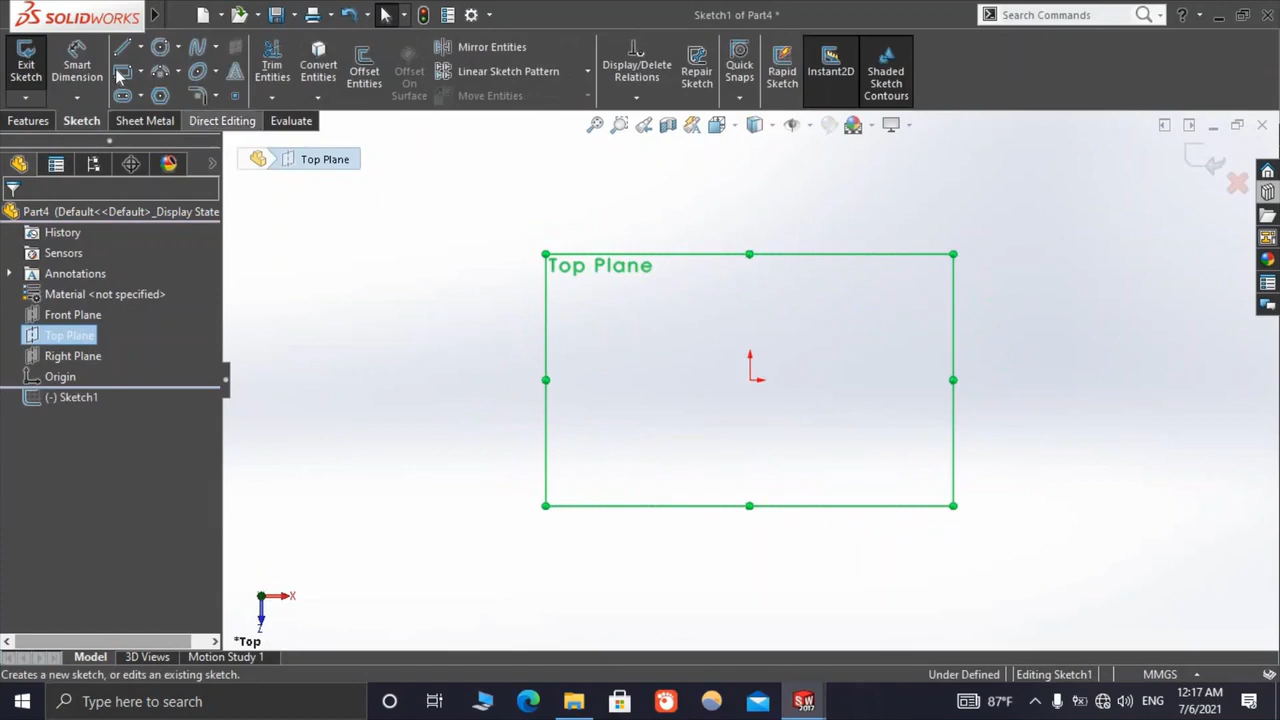 SOLIDWORKS
Sketch1 of Part4 *
Search Commands
?
Exit Sketch
Smart Dimension
Trim Entities
Convert Entities
Offset Entities
Offset On Surface
Mirror Entities
Linear Sketch Pattern
Move Entities
Display/Delete Relations
Repair Sketch
Quick Snaps
Rapid Sketch
Instant2D
Shaded Sketch Contours
Features
Sketch
Sheet Metal
Direct Editing
Evaluate
Top Plane
Part4 (Default<<Default>_Display State
History
Sensors
Annotations
Material <not specified>
Front Plane
Top Plane
Right Plane
Origin
(-) Sketch1
Top Plane
X
Z
*Top
Model
3D Views
Motion Study 1
Creates a new sketch, or edits an existing sketch.
Under Defined
Editing Sketch1
MMGS
Type here to search
SW
2017
87°F
ENG
12:17 AM
7/6/2021